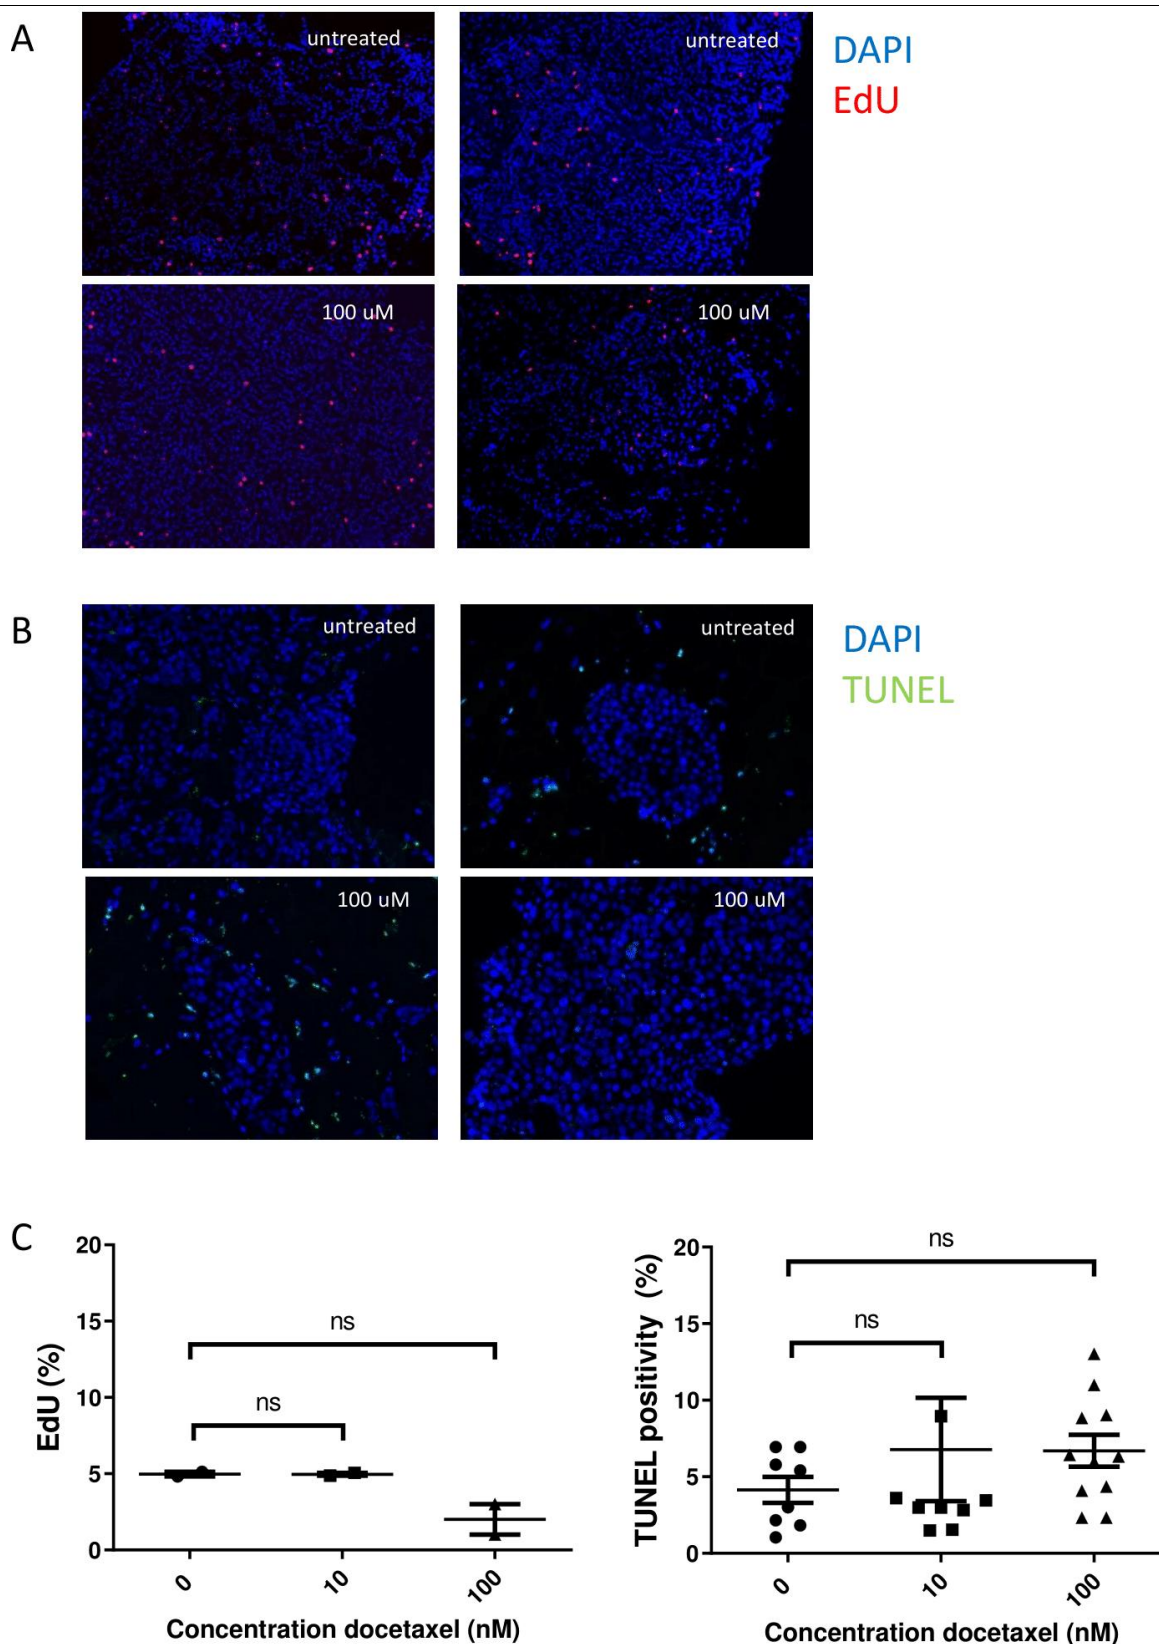 A
untreated
untreated
DAPI
EdU
100 uM
100 uM
B
untreated
untreated
DAPI
TUNEL
100 uM
100 uM
C
20
15
10
5
0
EdU (%)
ns
ns
0
10
100
Concentration docetaxel (nM)
20
15
10
5
0
TUNEL positivity (%)
ns
ns
0
10
100
Concentration docetaxel (nM)